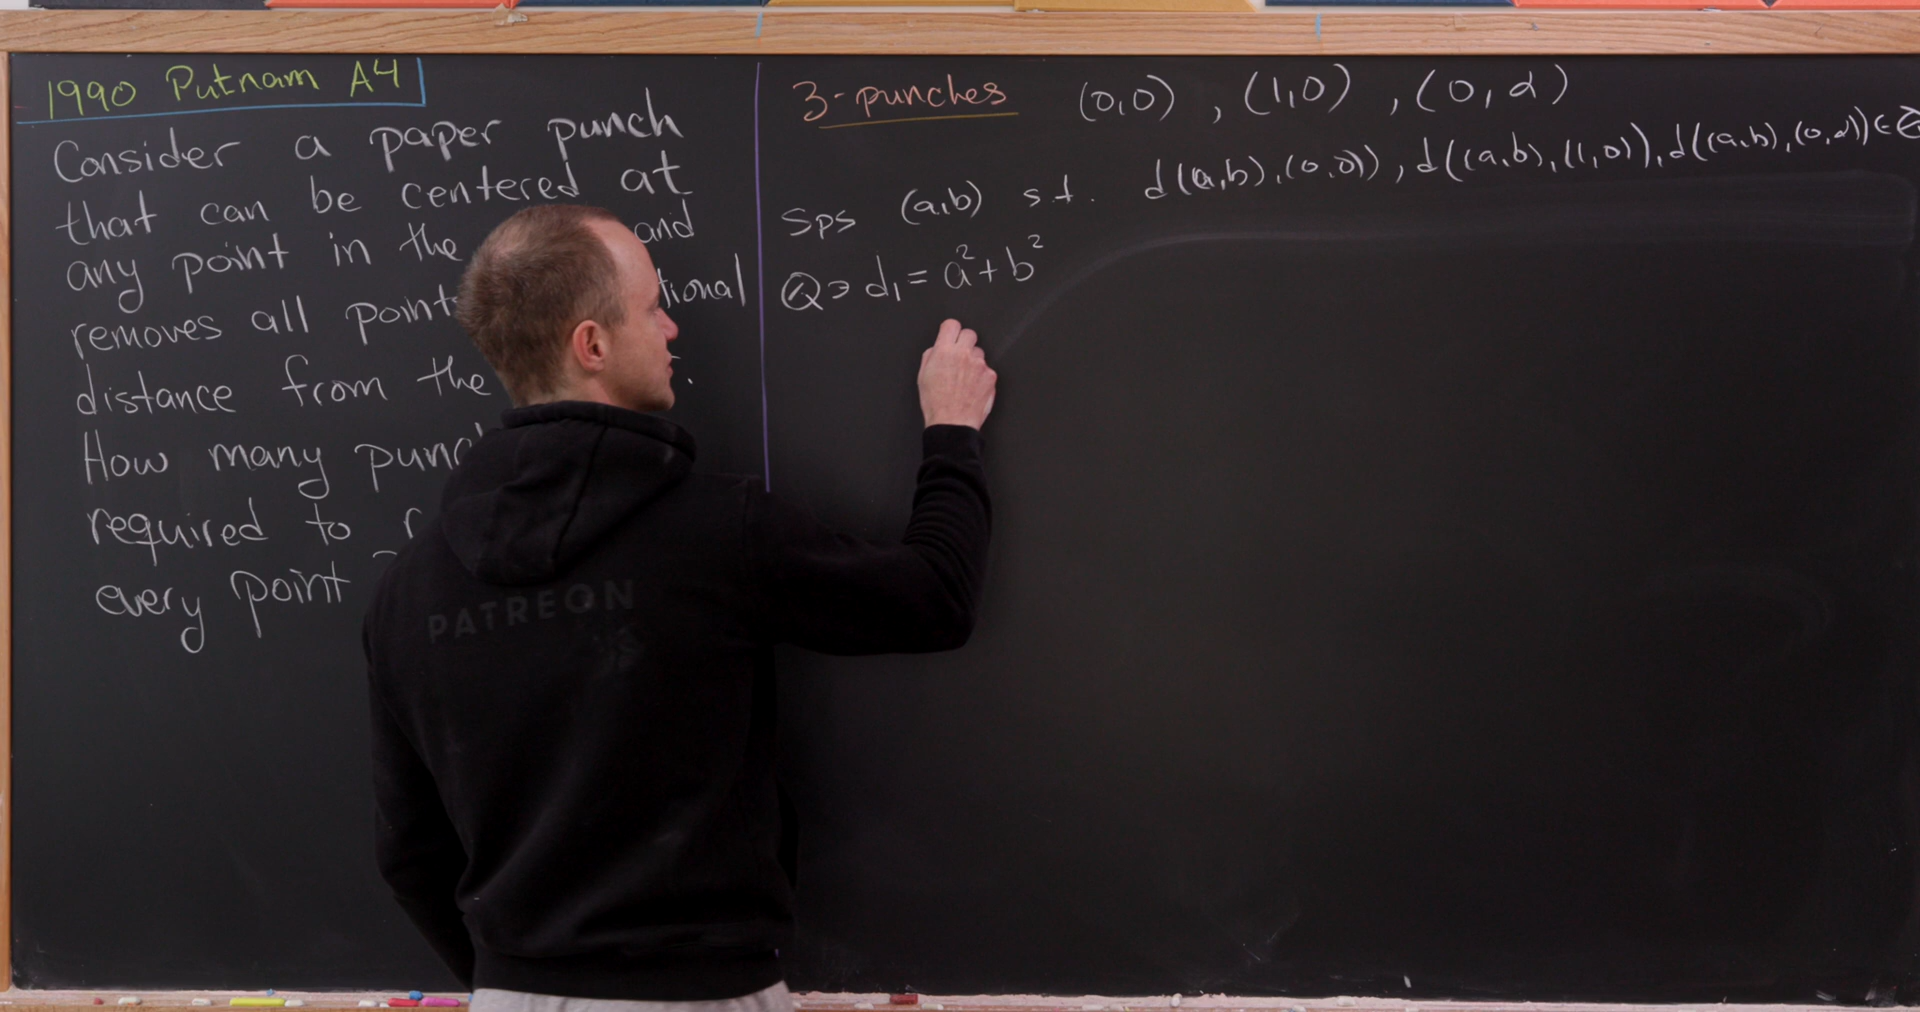 1990 Putnam A4
Consider a paper punch
that can be centered at
any point in the and
removes all point
distance from the
How many punc
required to
every point
3-punches (0,0) , (1,0) , (0,α)
Sps (a,b) s.t. d((a,b),(0,0)), d((a,b),(1,0)), d((a,b),(0,α)) ∈ Q
Q ∋ d₁ = a² + b²
PATREON